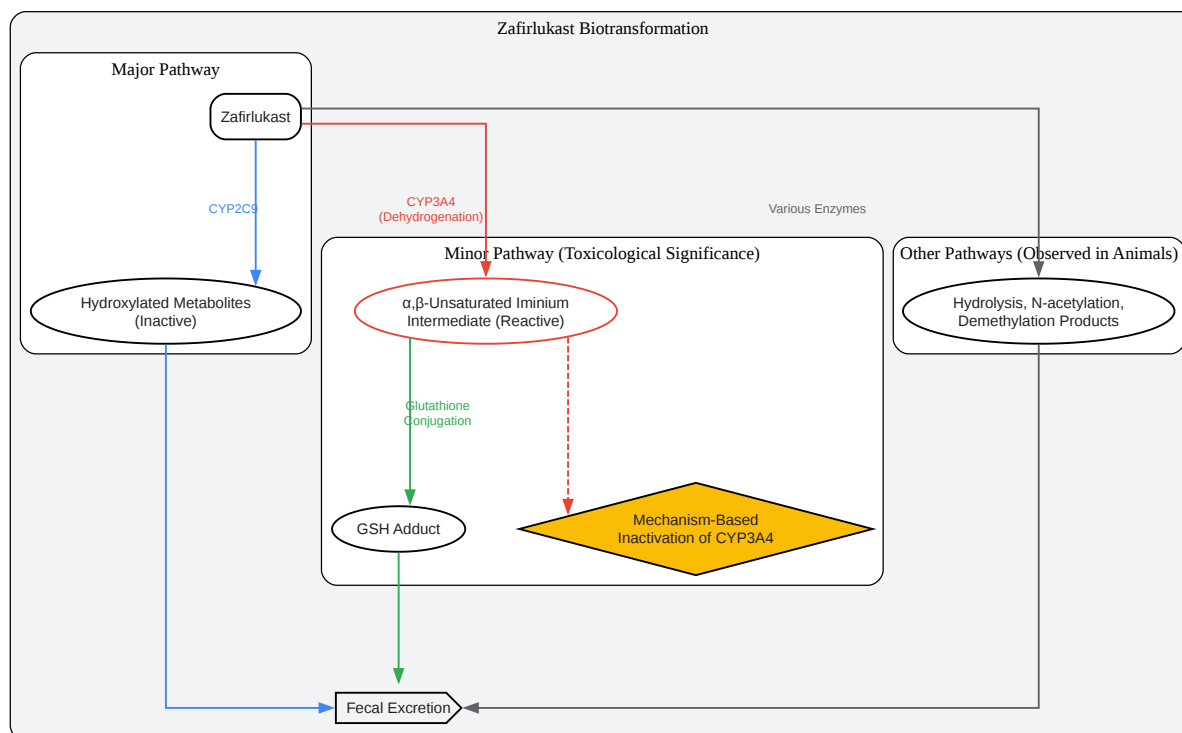 Zafirlukast Biotransformation
Major Pathway
Zafirlukast
CYP2C9
CYP3A4
(Dehydrogenation)
Various Enzymes
Minor Pathway (Toxicological Significance)
Other Pathways (Observed in Animals)
Hydroxylated Metabolites
(Inactive)
α,β-Unsaturated Iminium
Intermediate (Reactive)
Hydrolysis, N-acetylation,
Demethylation Products
Glutathione
Conjugation
GSH Adduct
Mechanism-Based
Inactivation of CYP3A4
Fecal Excretion